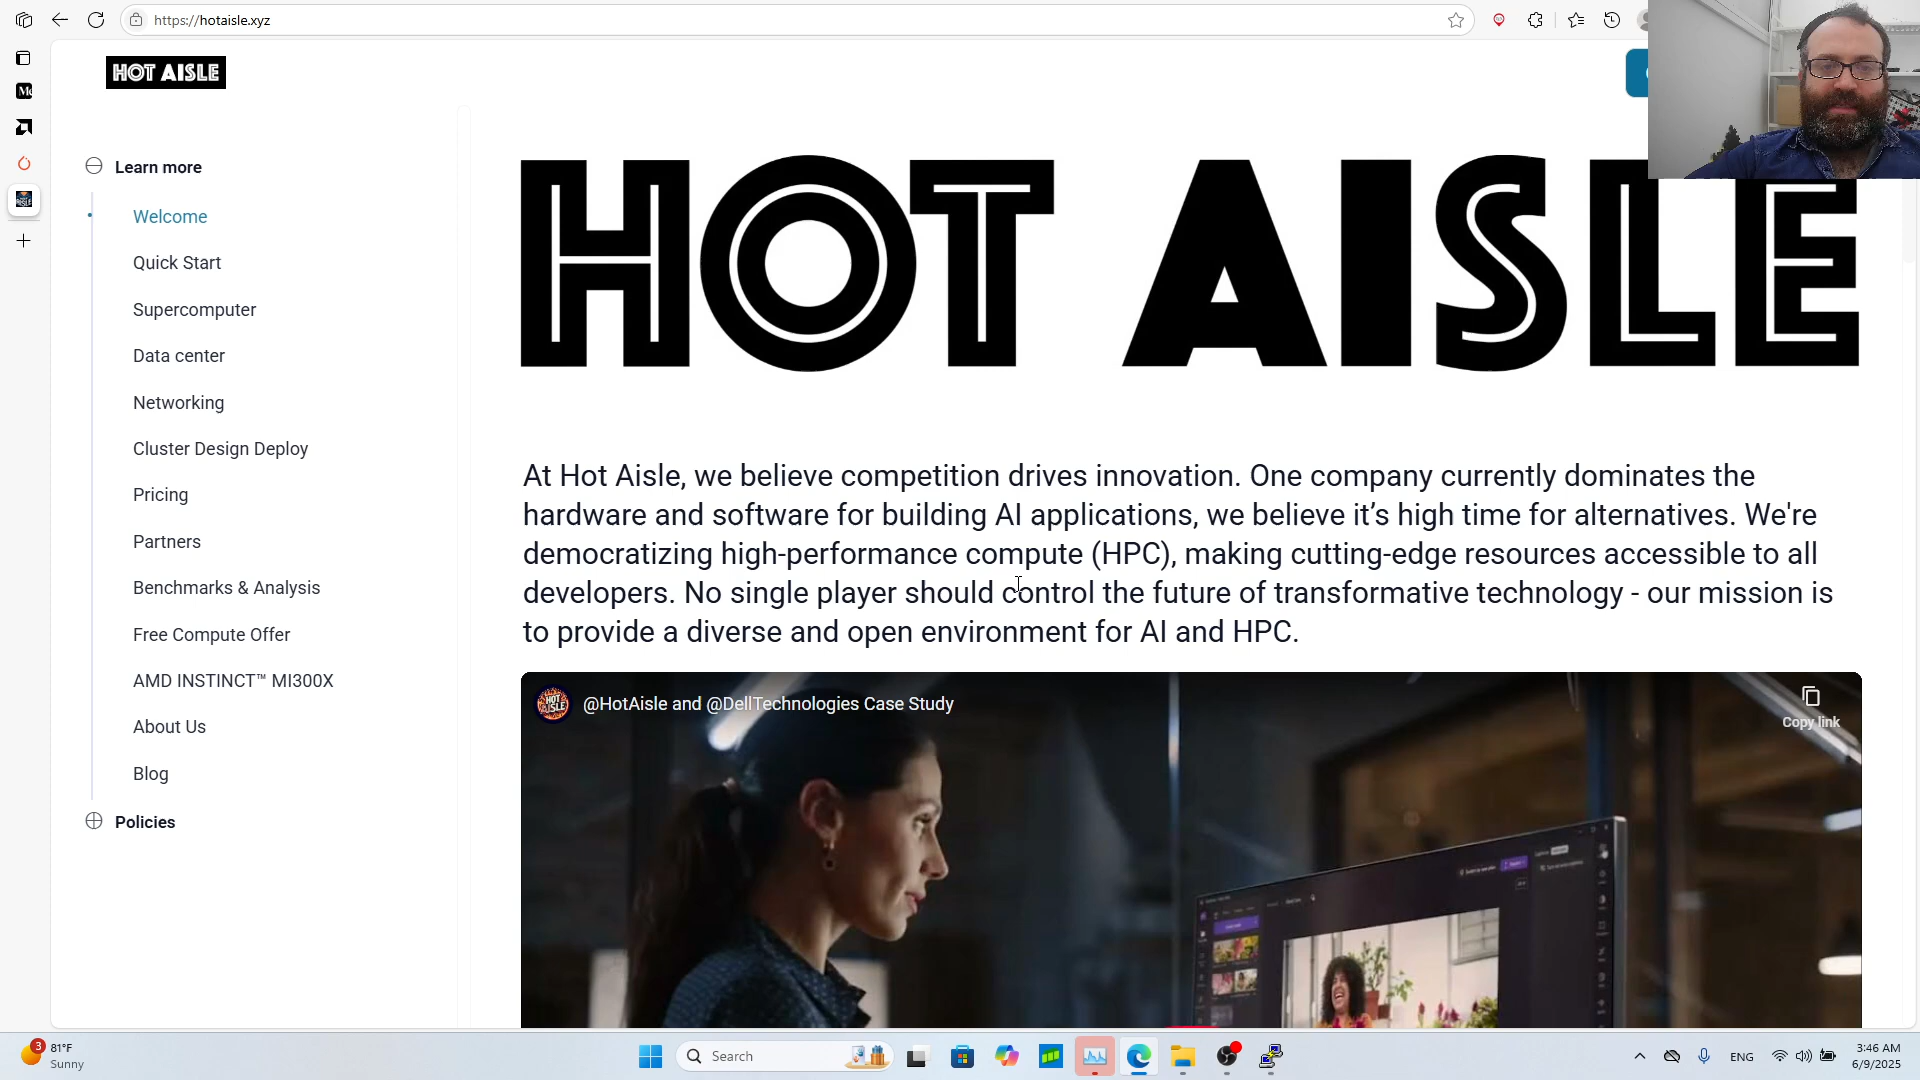 https://hotaisle.xyz
HOT AISLE
Learn more
Welcome
Quick Start
Supercomputer
Data center
Networking
Cluster Design Deploy
Pricing
Partners
Benchmarks & Analysis
Free Compute Offer
AMD INSTINCT™ MI300X
About Us
Blog
Policies
HOT AISLE
At Hot Aisle, we believe competition drives innovation. One company currently dominates the
hardware and software for building AI applications, we believe it’s high time for alternatives. We're
democratizing high-performance compute (HPC), making cutting-edge resources accessible to all
developers. No single player should control the future of transformative technology - our mission is
to provide a diverse and open environment for AI and HPC.
HOT AISLE
@HotAisle and @DellTechnologies Case Study
Copy link
3
81°F
Sunny
Search
ENG
3:46 AM
6/9/2025